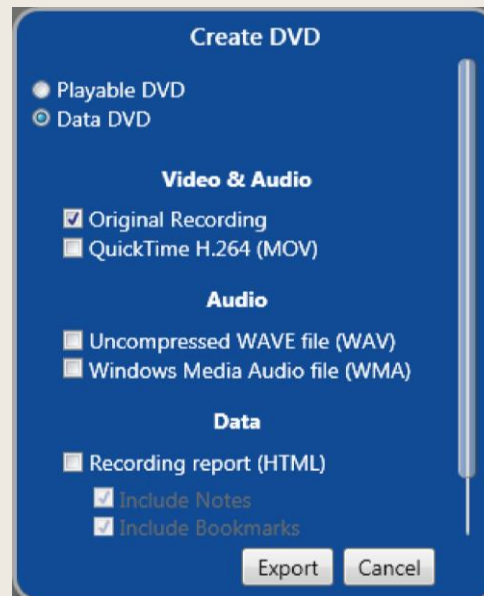 Create DVD
Playable DVD
Data DVD
Video & Audio
Original Recording
QuickTime H.264 (MOV)
Audio
Uncompressed WAVE file (WAV)
Windows Media Audio file (WMA)
Data
Recording report (HTML)
Include Notes
Include Bookmarks
Export Cancel